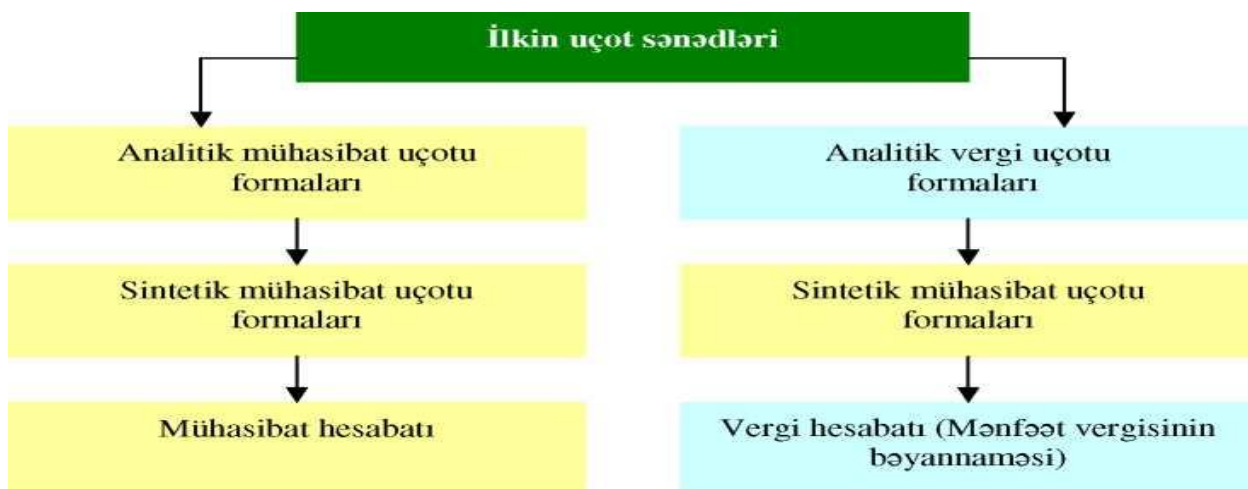 İlkin uçot sənədləri
Analitik mühasibat uçotu
formaları
Analitik vergi uçotu
formaları
Sintetik mühasibat uçotu
formaları
Sintetik mühasibat uçotu
formaları
Mühasibat hesabatı
Vergi hesabatı (Mənfəət vergisinin
bəyannaməsi)